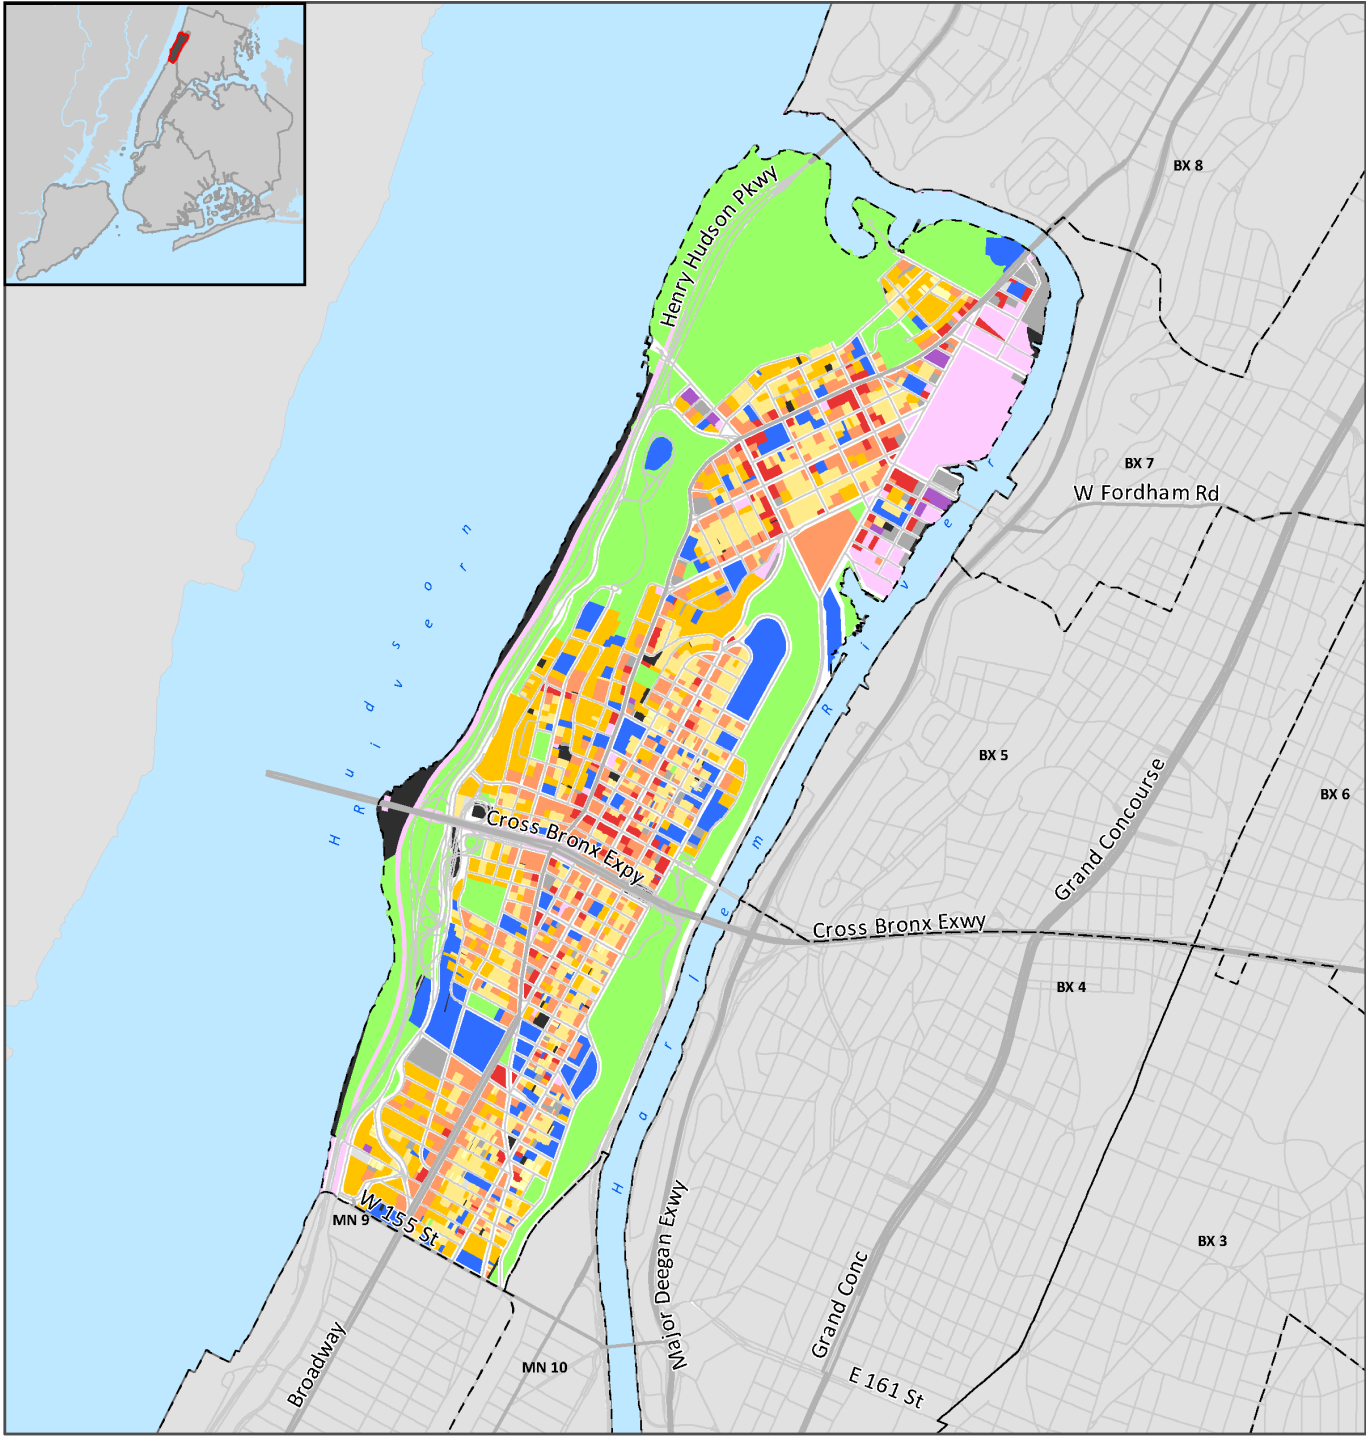 BX 8
Henry Hudson Pkwy
BX 7
W Fordham Rd
Hudson River
Harlem River
BX 5
BX 6
Grand Concourse
Cross Bronx Expy
Cross Bronx Exwy
BX 4
W 155 St
MN 9
BX 3
Major Deegan Exwy
Grand Conc
Broadway
MN 10
E 161 St